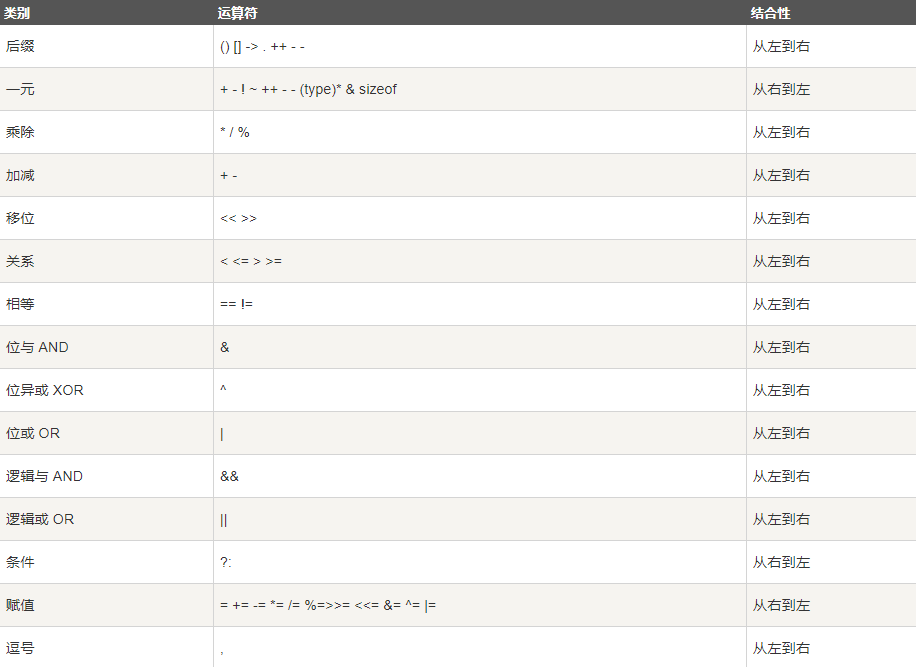 类别 运算符 结合性
后缀 () [] -> . ++ - - 从左到右
一元 + - ! ~ ++ - - (type)* & sizeof 从右到左
乘除 * / % 从左到右
加减 + - 从左到右
移位 << >> 从左到右
关系 < <= > >= 从左到右
相等 == != 从左到右
位与 AND & 从左到右
位异或 XOR ^ 从左到右
位或 OR | 从左到右
逻辑与 AND && 从左到右
逻辑或 OR || 从左到右
条件 ?: 从右到左
赋值 = += -= *= /= %=>>= <<= &= ^= |= 从右到左
逗号 , 从左到右